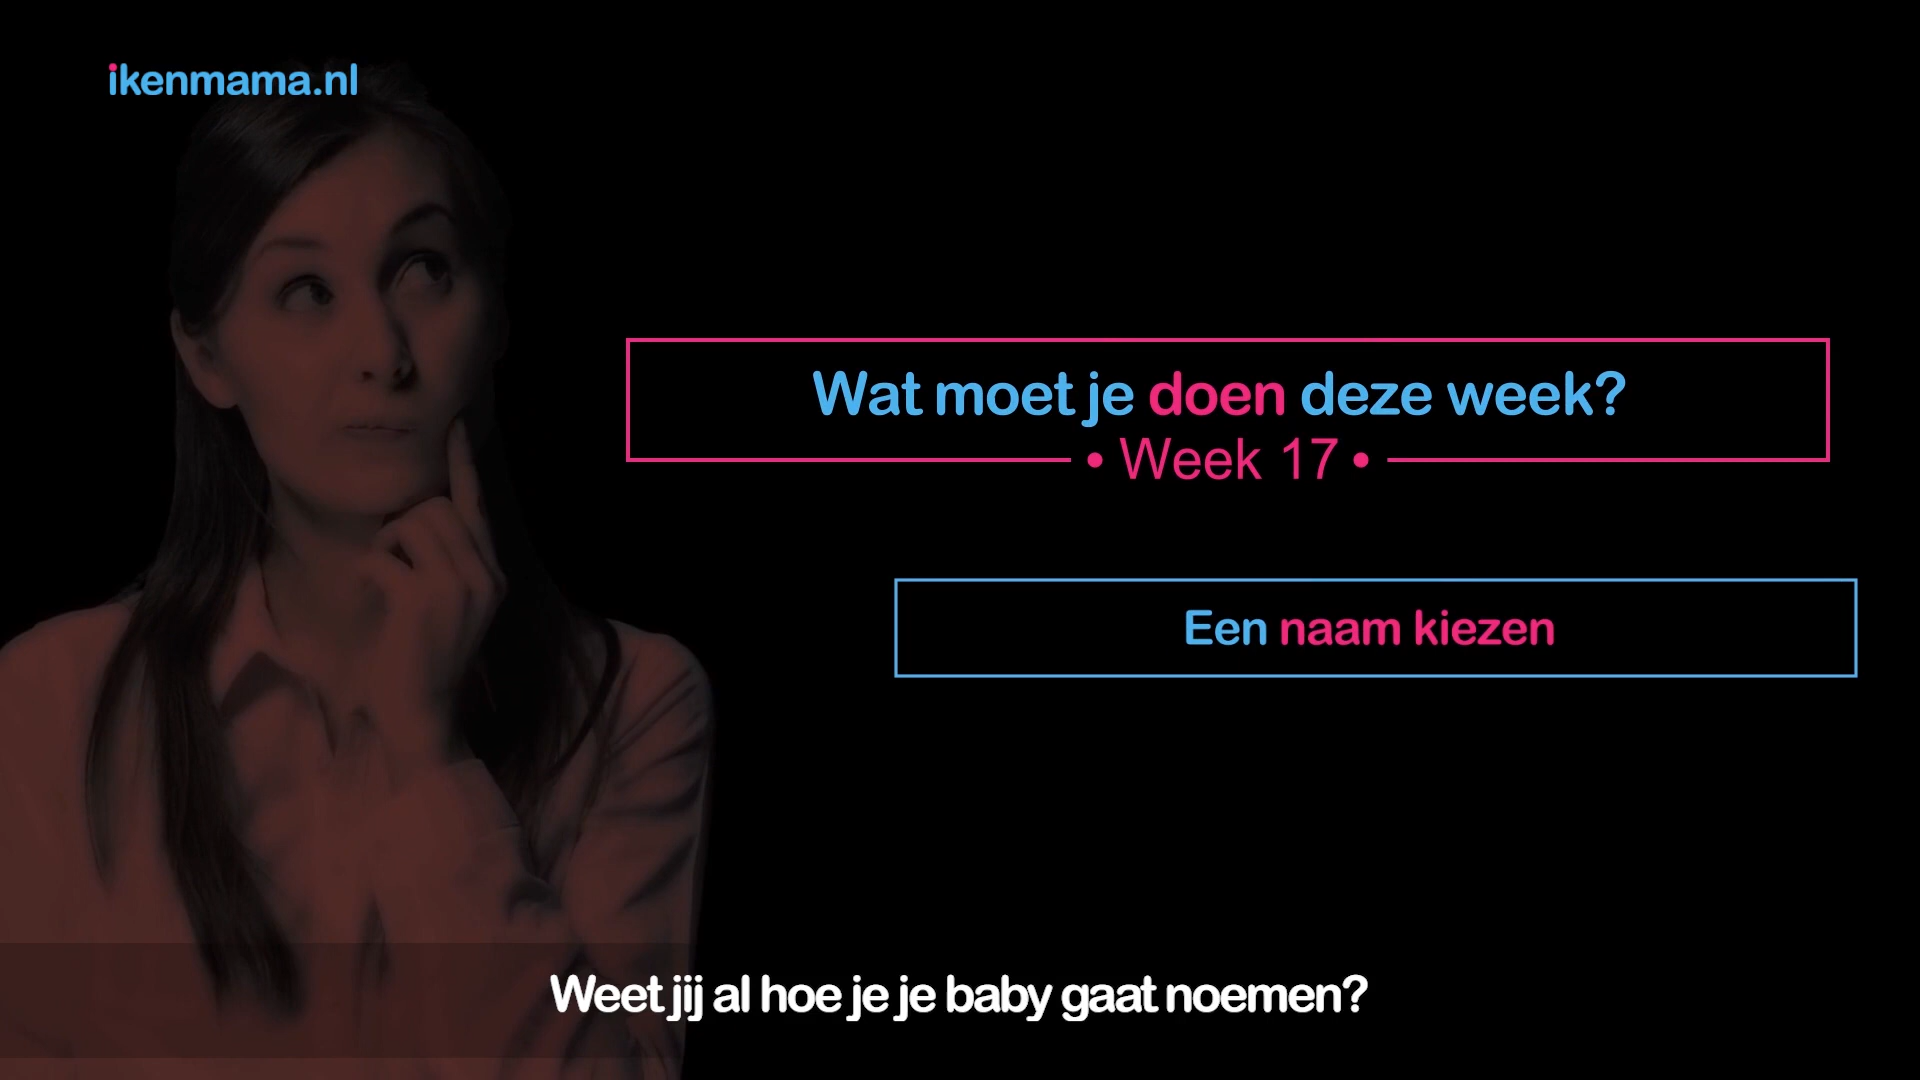 ikenmama.nl
Wat moet je doen deze week?
• Week 17 •
Een naam kiezen
Weet jij al hoe je je baby gaat noemen?